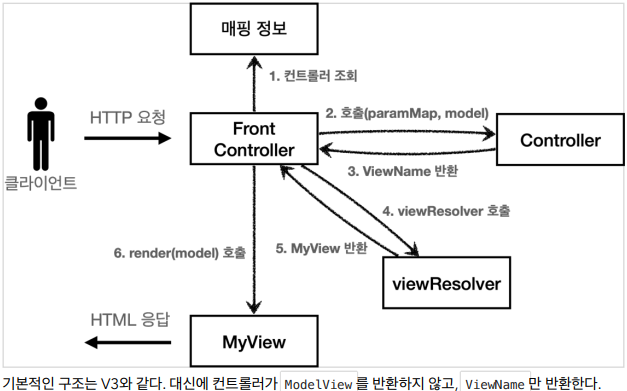 매핑 정보
1. 컨트롤러 조회
HTTP 요청
Front
Controller
2. 호출(paramMap, model)
Controller
3. ViewName 반환
클라이언트
4. viewResolver 호출
5. MyView 반환
6. render(model) 호출
viewResolver
HTML 응답
MyView
기본적인 구조는 V3와 같다. 대신에 컨트롤러가 ModelView 를 반환하지 않고, ViewName 만 반환한다.